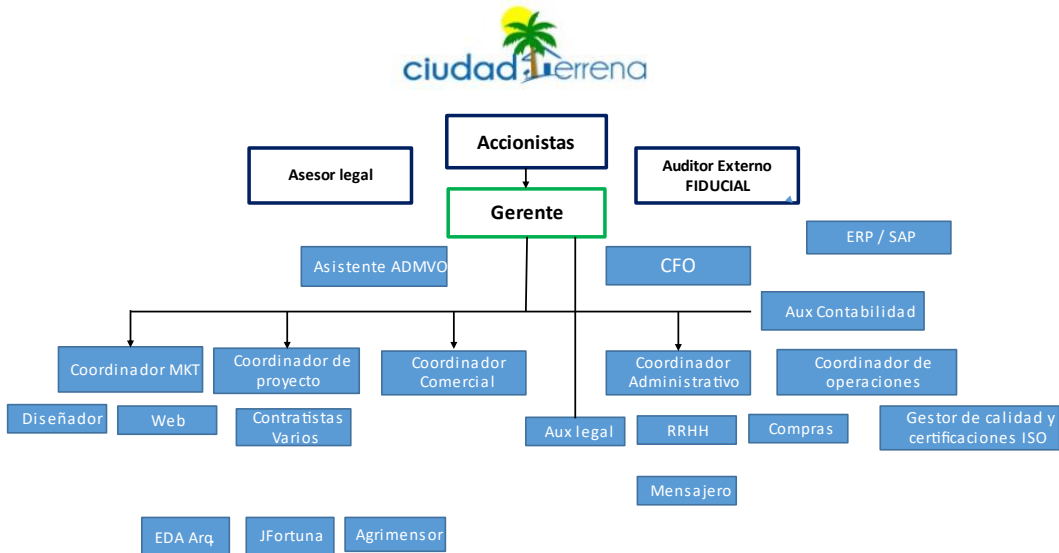 ciudad Terrena
Accionistas
Asesor legal
Auditor Externo
FIDUCIAL
Gerente
ERP / SAP
Asistente ADMVO
CFO
Aux Contabilidad
Coordinador MKT
Coordinador de
proyecto
Coordinador
Comercial
Coordinador
Administrativo
Coordinador de
operaciones
Diseñador
Web
Contratistas
Varios
Aux legal
RRHH
Compras
Gestor de calidad y
certificaciones ISO
Mensajero
EDA Arq.
JFortuna
Agrimensor